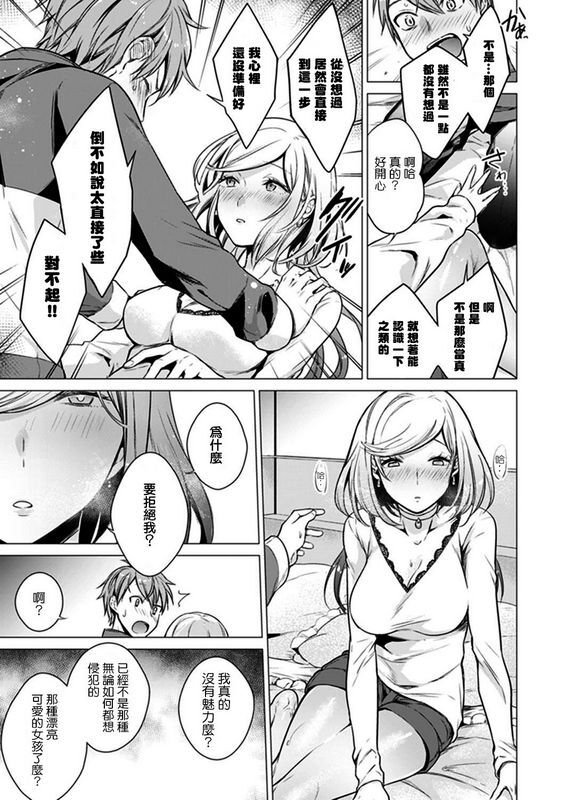 不是…那個
雖然不是一點
都沒有想過
啊哈
真的？
好開心
啊
但是
不是那麼當真
就想著能
認識一下
之類的
從沒想過
居然會直接
到這一步
我心裡
還沒準備好
倒不如說太直接了些
對不起!!
哈…
哈…
為什麼
要拒絕我？
啊？
我真的
沒有魅力麼？
已經不是那種
無論如何都想
侵犯的
那種漂亮
可愛的女孩了麼？